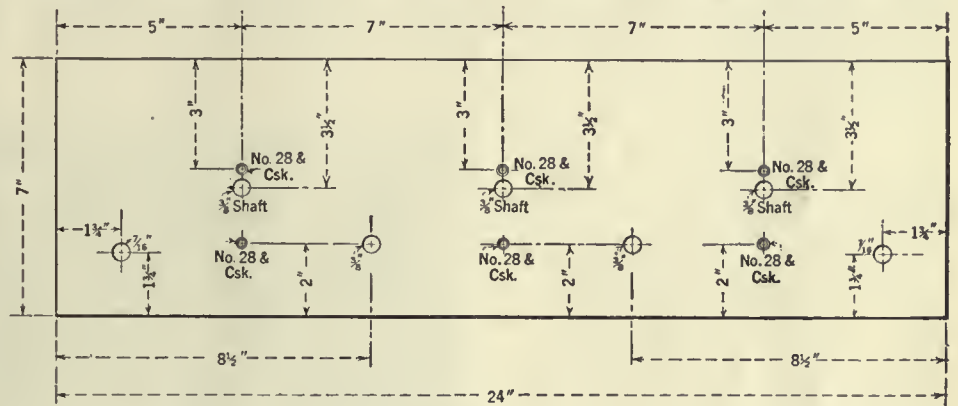 5" 7" 7" 5"
3" 3½" 3" 3½" 3" 3½"
7"
No. 28 & Csk.
No. 28 & Csk.
No. 28 & Csk.
⅜" Shaft
⅜" Shaft
⅜" Shaft
1¾" 7/16" 7/16" 1¾"
No. 28 & Csk.
⅜"
No. 28 & Csk.
⅜"
No. 28 & Csk.
1¾" 2" 2" 2" 1¾"
8½" 8½"
24"